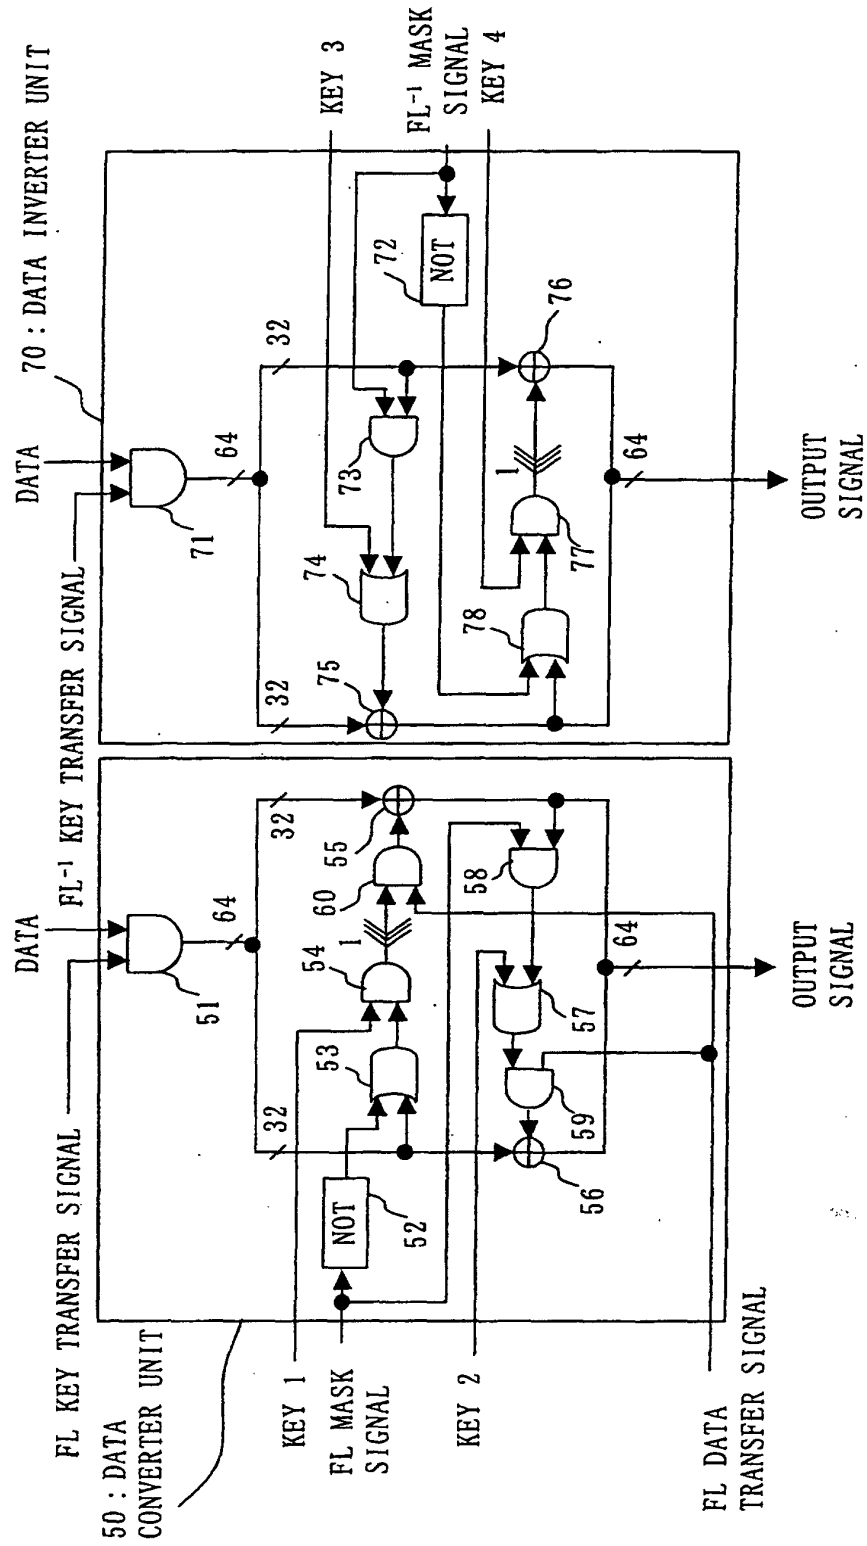 50 : DATA
CONVERTER UNIT
FL KEY TRANSFER SIGNAL
DATA
51
64
32
32
KEY 1
FL MASK
SIGNAL
NOT
52
53
54
1
60
55
KEY 2
58
57
59
56
64
FL DATA
TRANSFER SIGNAL
OUTPUT
SIGNAL
70 : DATA INVERTER UNIT
FL-1 KEY TRANSFER SIGNAL
DATA
71
64
32
32
KEY 3
FL-1 MASK
SIGNAL
KEY 4
NOT
72
73
74
75
76
1
77
78
64
OUTPUT
SIGNAL